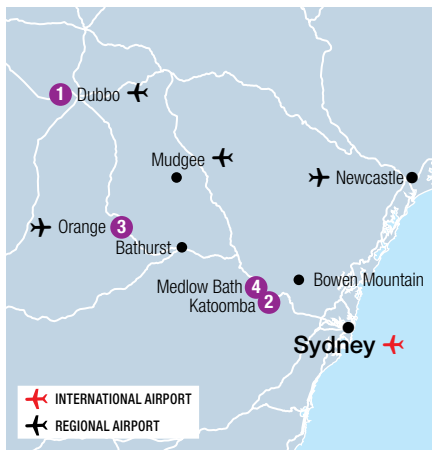 1 Dubbo
Mudgee
Newcastle
Orange 3
Bathurst
Bowen Mountain
Medlow Bath 4
Katoomba 2
Sydney
INTERNATIONAL AIRPORT
REGIONAL AIRPORT